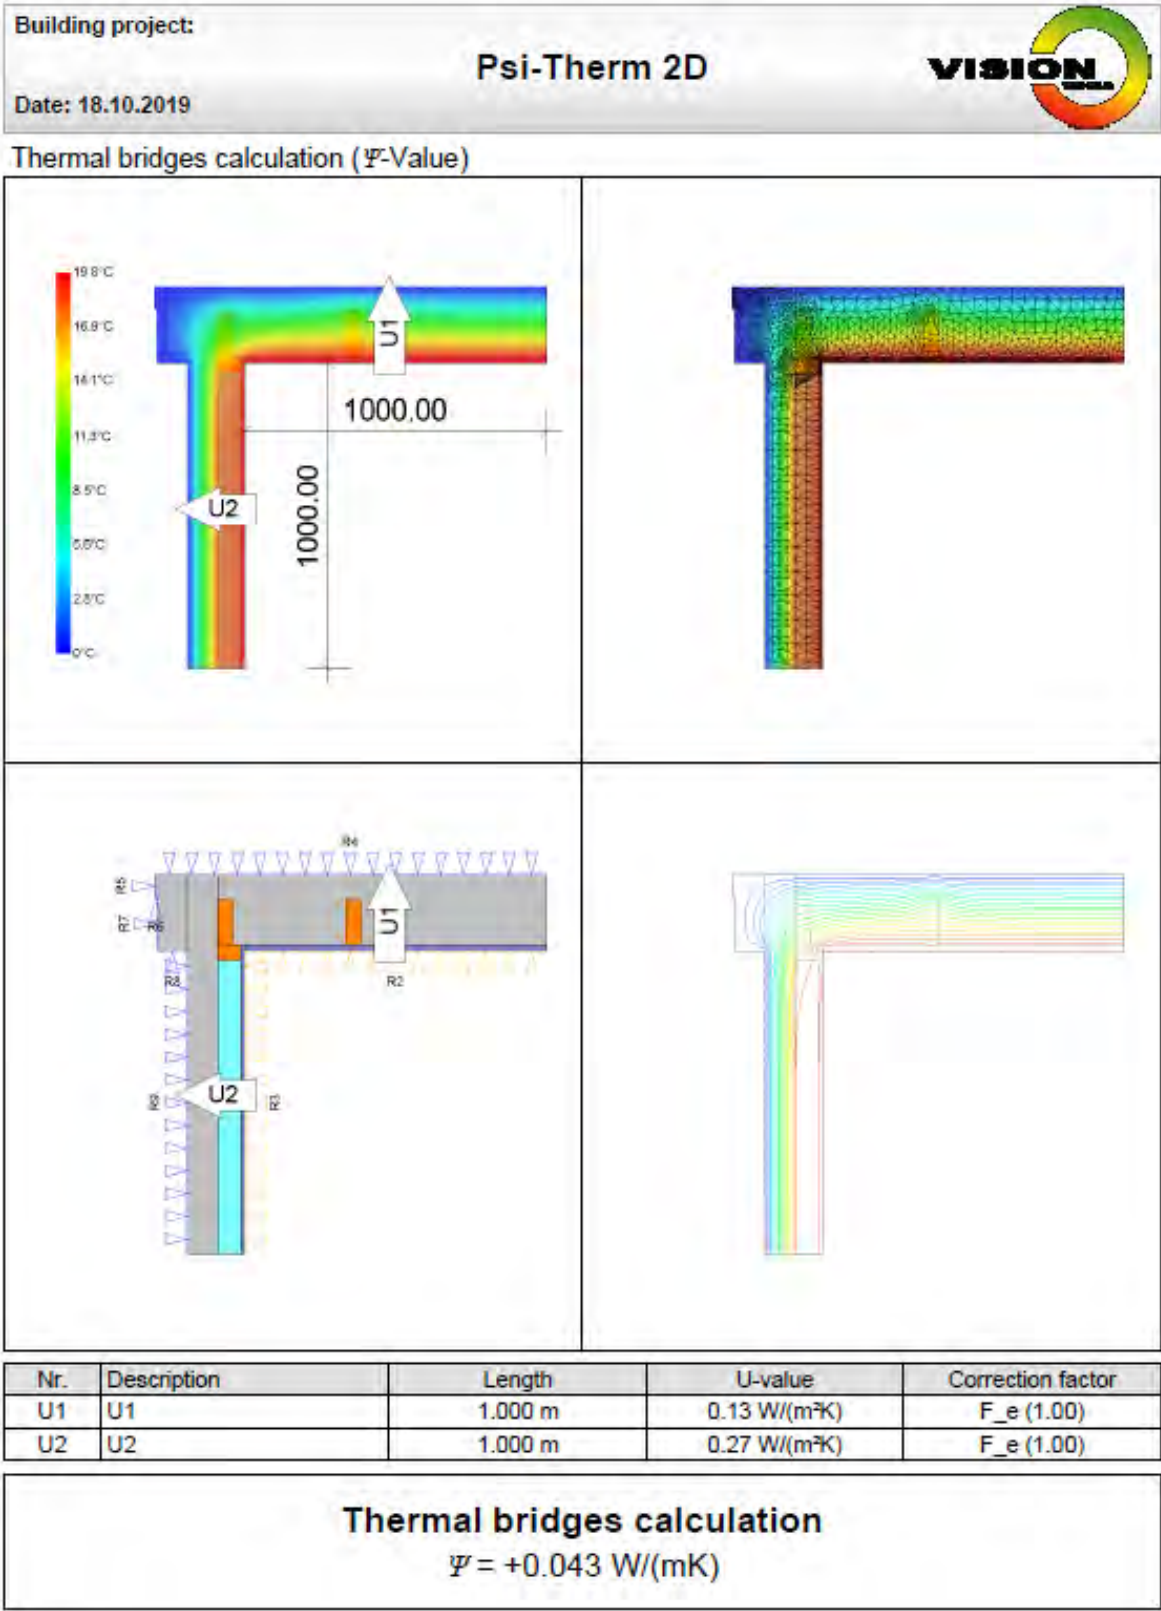 Building project:
Psi-Therm 2D
VISION
Date: 18.10.2019
Thermal bridges calculation (Ψ-Value)
19.8°C
16.9°C
14.1°C
11.3°C
8.5°C
5.6°C
2.8°C
0°C
U1
1000.00
1000.00
U2
R4
R5
R7
R6
U1
R8
R2
R9
U2
R3
Nr. Description Length U-value Correction factor
U1 U1 1.000 m 0.13 W/(m²K) F_e (1.00)
U2 U2 1.000 m 0.27 W/(m²K) F_e (1.00)
Thermal bridges calculation
Ψ = +0.043 W/(mK)